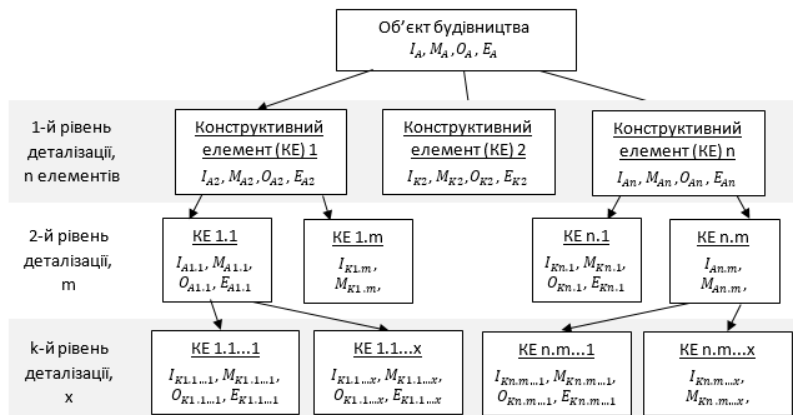 Об’єкт будівництва
I_A, M_A, O_A, E_A
1-й рівень
деталізації,
n елементів
Конструктивний
елемент (КЕ) 1
I_A2, M_A2, O_A2, E_A2
Конструктивний
елемент (КЕ) 2
I_K2, M_K2, O_K2, E_K2
Конструктивний
елемент (КЕ) n
I_An, M_An, O_An, E_An
2-й рівень
деталізації,
m
КЕ 1.1
I_A1.1, M_A1.1,
O_A1.1, E_A1.1
КЕ 1.m
I_K1.m,
M_K1.m,
КЕ n.1
I_Kn.1, M_Kn.1,
O_Kn.1, E_Kn.1
КЕ n.m
I_An.m,
M_An.m,
k-й рівень
деталізації,
x
КЕ 1.1...1
I_K1.1…1, M_K1.1…1,
O_K1.1…1, E_K1.1…1
КЕ 1.1...x
I_K1.1…x, M_K1.1…x,
O_K1.1…x, E_K1.1…x
КЕ n.m...1
I_Kn.m…1, M_Kn.m…1,
O_Kn.m…1, E_Kn.m…1
КЕ n.m...x
I_Kn.m…x,
M_Kn.m…x,